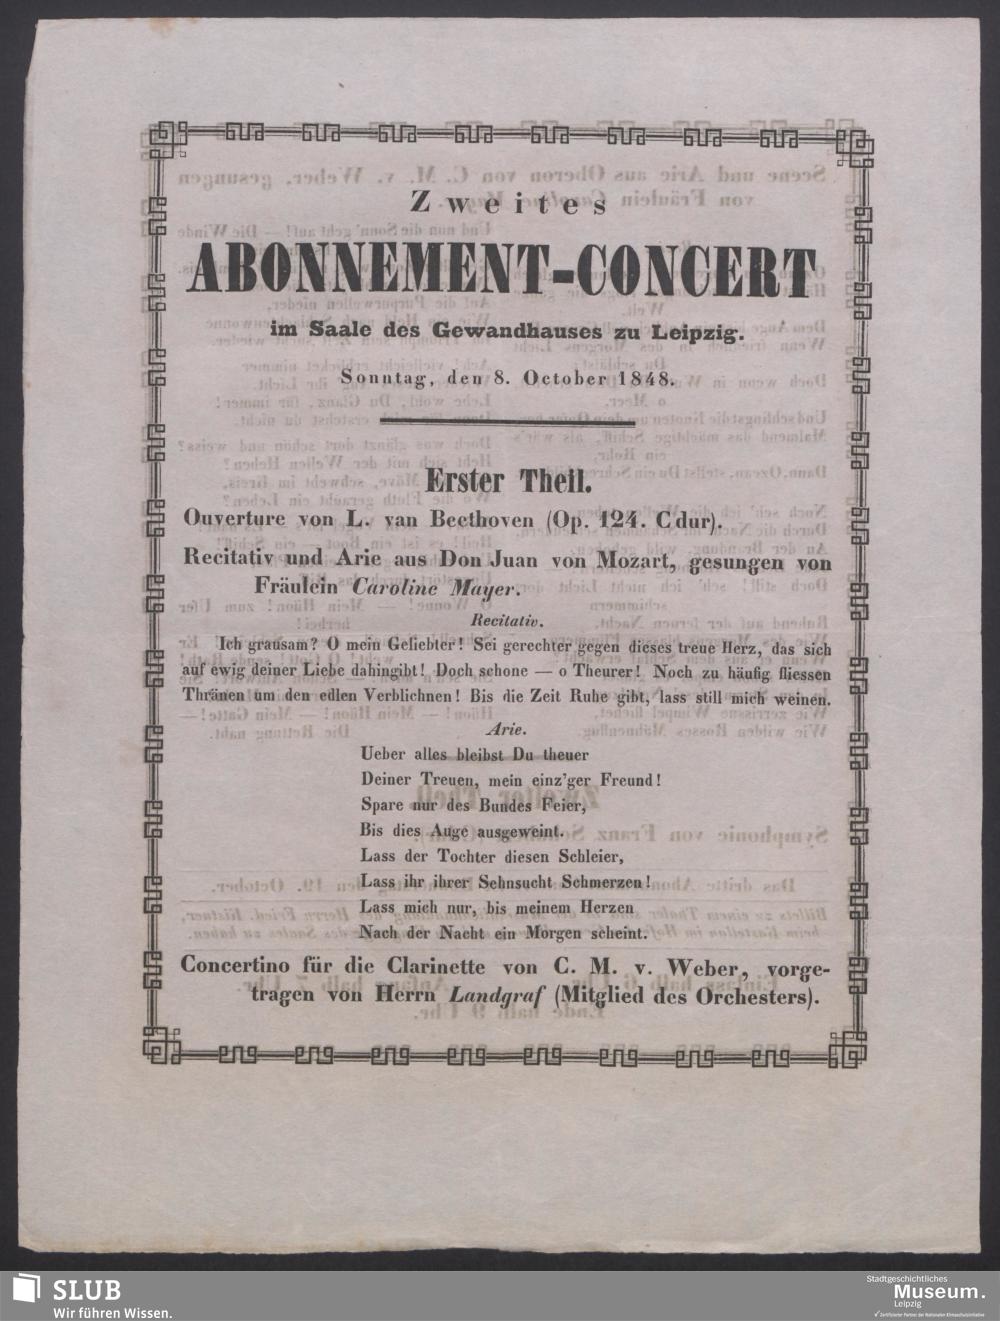 Zweites
ABONNEMENT-CONCERT
im Saale des Gewandhauses zu Leipzig.
Sonntag, den 8. October 1848.
Erster Theil.
Ouverture von L. van Beethoven (Op. 124. C dur).
Recitativ und Arie aus Don Juan von Mozart, gesungen von
Fräulein Caroline Mayer.
Recitativ.
Ich grausam? O mein Geliebter! Sei gerechter gegen dieses treue Herz, das sich
auf ewig deiner Liebe dahingibt! Doch schone — o Theurer! Noch zu häufig fliessen
Thränen um den edlen Verblichnen! Bis die Zeit Ruhe gibt, lass still mich weinen.
Arie.
Ueber alles bleibst Du theuer
Deiner Treuen, mein einz'ger Freund!
Spare nur des Bundes Feier,
Bis dies Auge ausgeweint.
Lass der Tochter diesen Schleier,
Lass ihr ihrer Sehnsucht Schmerzen!
Lass mich nur, bis meinem Herzen
Nach der Nacht ein Morgen scheint.
Concertino für die Clarinette von C. M. v. Weber, vorge-
tragen von Herrn Landgraf (Mitglied des Orchesters).
SLUB
Wir führen Wissen.
Stadtgeschichtliches
Museum.
Leipzig
Zertifizierter Partner der Nationalen Klimaschutzinitiative